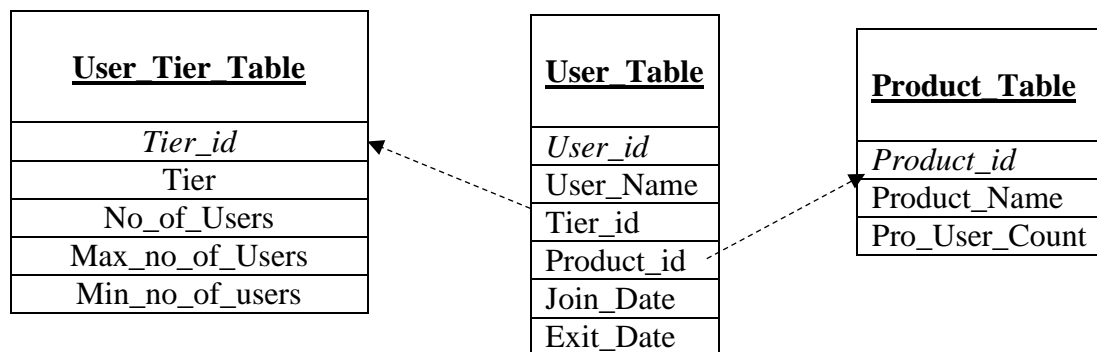 User_Tier_Table
Tier_id
Tier
No_of_Users
Max_no_of_Users
Min_no_of_users
User_Table
User_id
User_Name
Tier_id
Product_id
Join_Date
Exit_Date
Product_Table
Product_id
Product_Name
Pro_User_Count